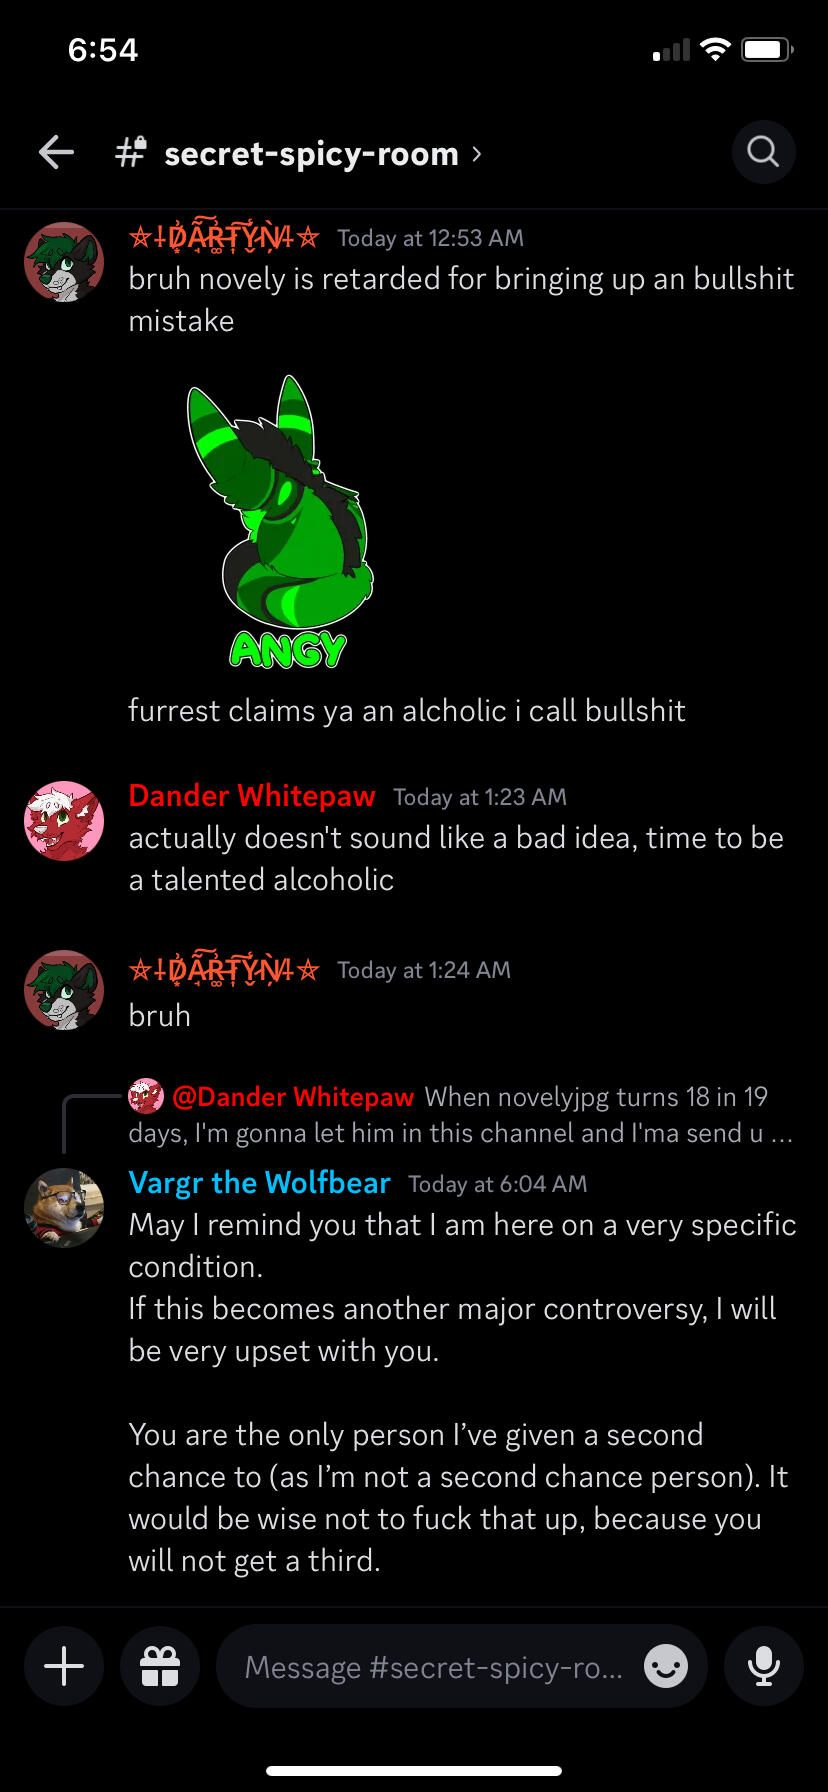 6:54
secret-spicy-room
Today at 12:53 AM
bruh novely is retarded for bringing up an bullshit
mistake
ANGY
furrest claims ya an alcholic i call bullshit
Dander Whitepaw Today at 1:23 AM
actually doesn't sound like a bad idea, time to be
a talented alcoholic
Today at 1:24 AM
bruh
@Dander Whitepaw When novelyjpg turns 18 in 19
days, I'm gonna let him in this channel and I'ma send u ...
Vargr the Wolfbear Today at 6:04 AM
May I remind you that I am here on a very specific
condition.
If this becomes another major controversy, I will
be very upset with you.
You are the only person I’ve given a second
chance to (as I’m not a second chance person). It
would be wise not to fuck that up, because you
will not get a third.
Message #secret-spicy-ro...